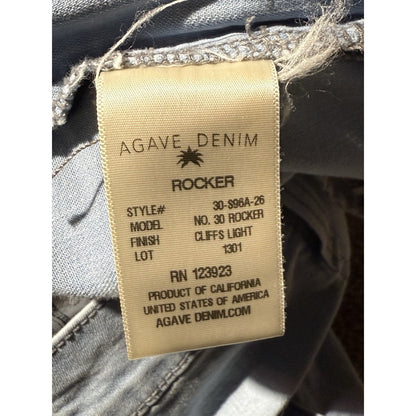 AGAVE DENIM
ROCKER
STYLE# 30-S96A-26
MODEL NO. 30 ROCKER
FINISH CLIFFS LIGHT
LOT 1301
RN 123923
PRODUCT OF CALIFORNIA
UNITED STATES OF AMERICA
AGAVE DENIM.COM